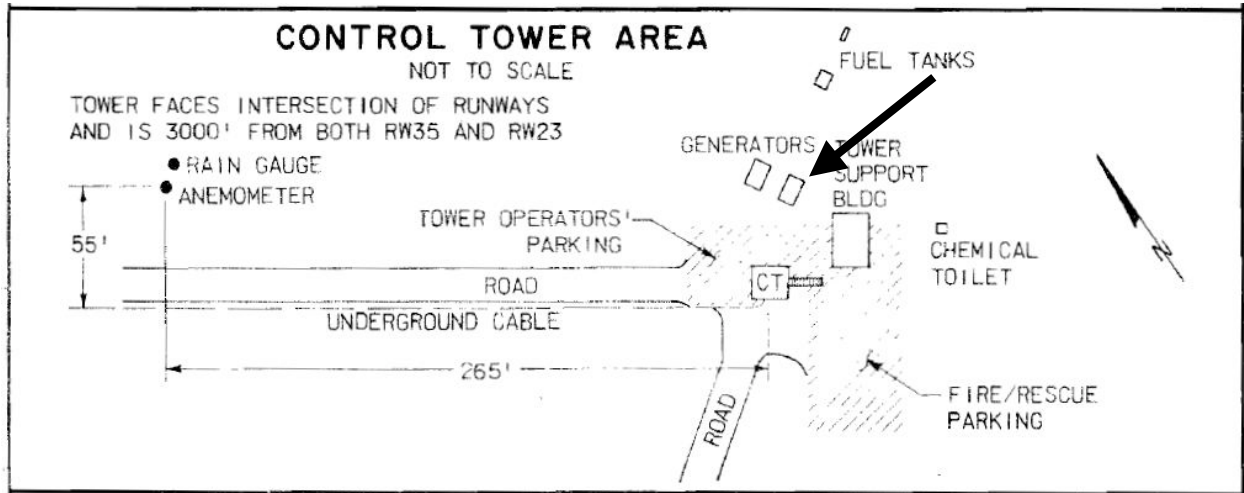 CONTROL TOWER AREA
NOT TO SCALE
TOWER FACES INTERSECTION OF RUNWAYS
AND IS 3000' FROM BOTH RW35 AND RW23
RAIN GAUGE
ANEMOMETER
55'
FUEL TANKS
GENERATORS
TOWER
SUPPORT
BLDG
TOWER OPERATORS'
PARKING
CHEMICAL
TOILET
N
CT
ROAD
UNDERGROUND CABLE
265'
ROAD
FIRE/RESCUE
PARKING